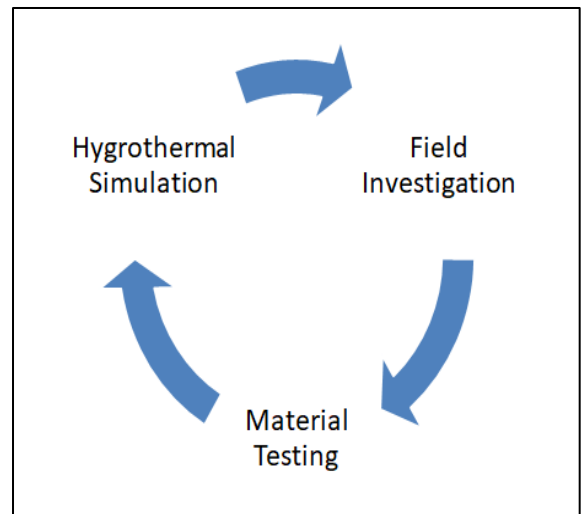 Hygrothermal
Simulation
Field
Investigation
Material
Testing